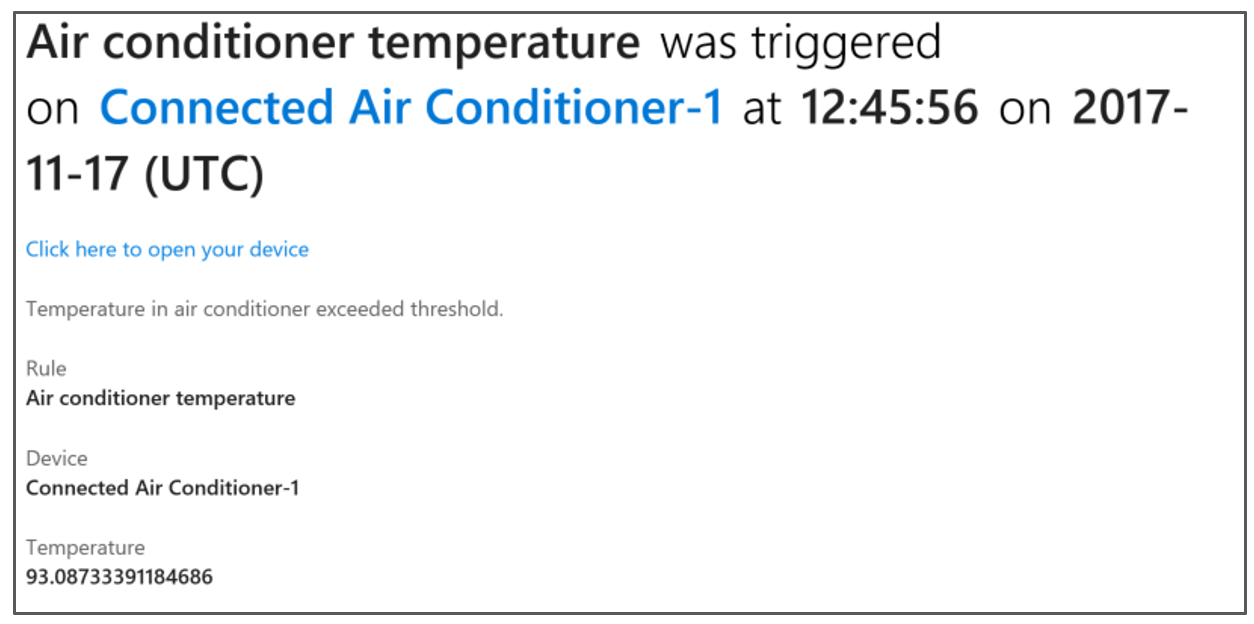 Air conditioner temperature was triggered
on Connected Air Conditioner-1 at 12:45:56 on 2017-
11-17 (UTC)
Click here to open your device
Temperature in air conditioner exceeded threshold.
Rule
Air conditioner temperature
Device
Connected Air Conditioner-1
Temperature
93.08733391184686